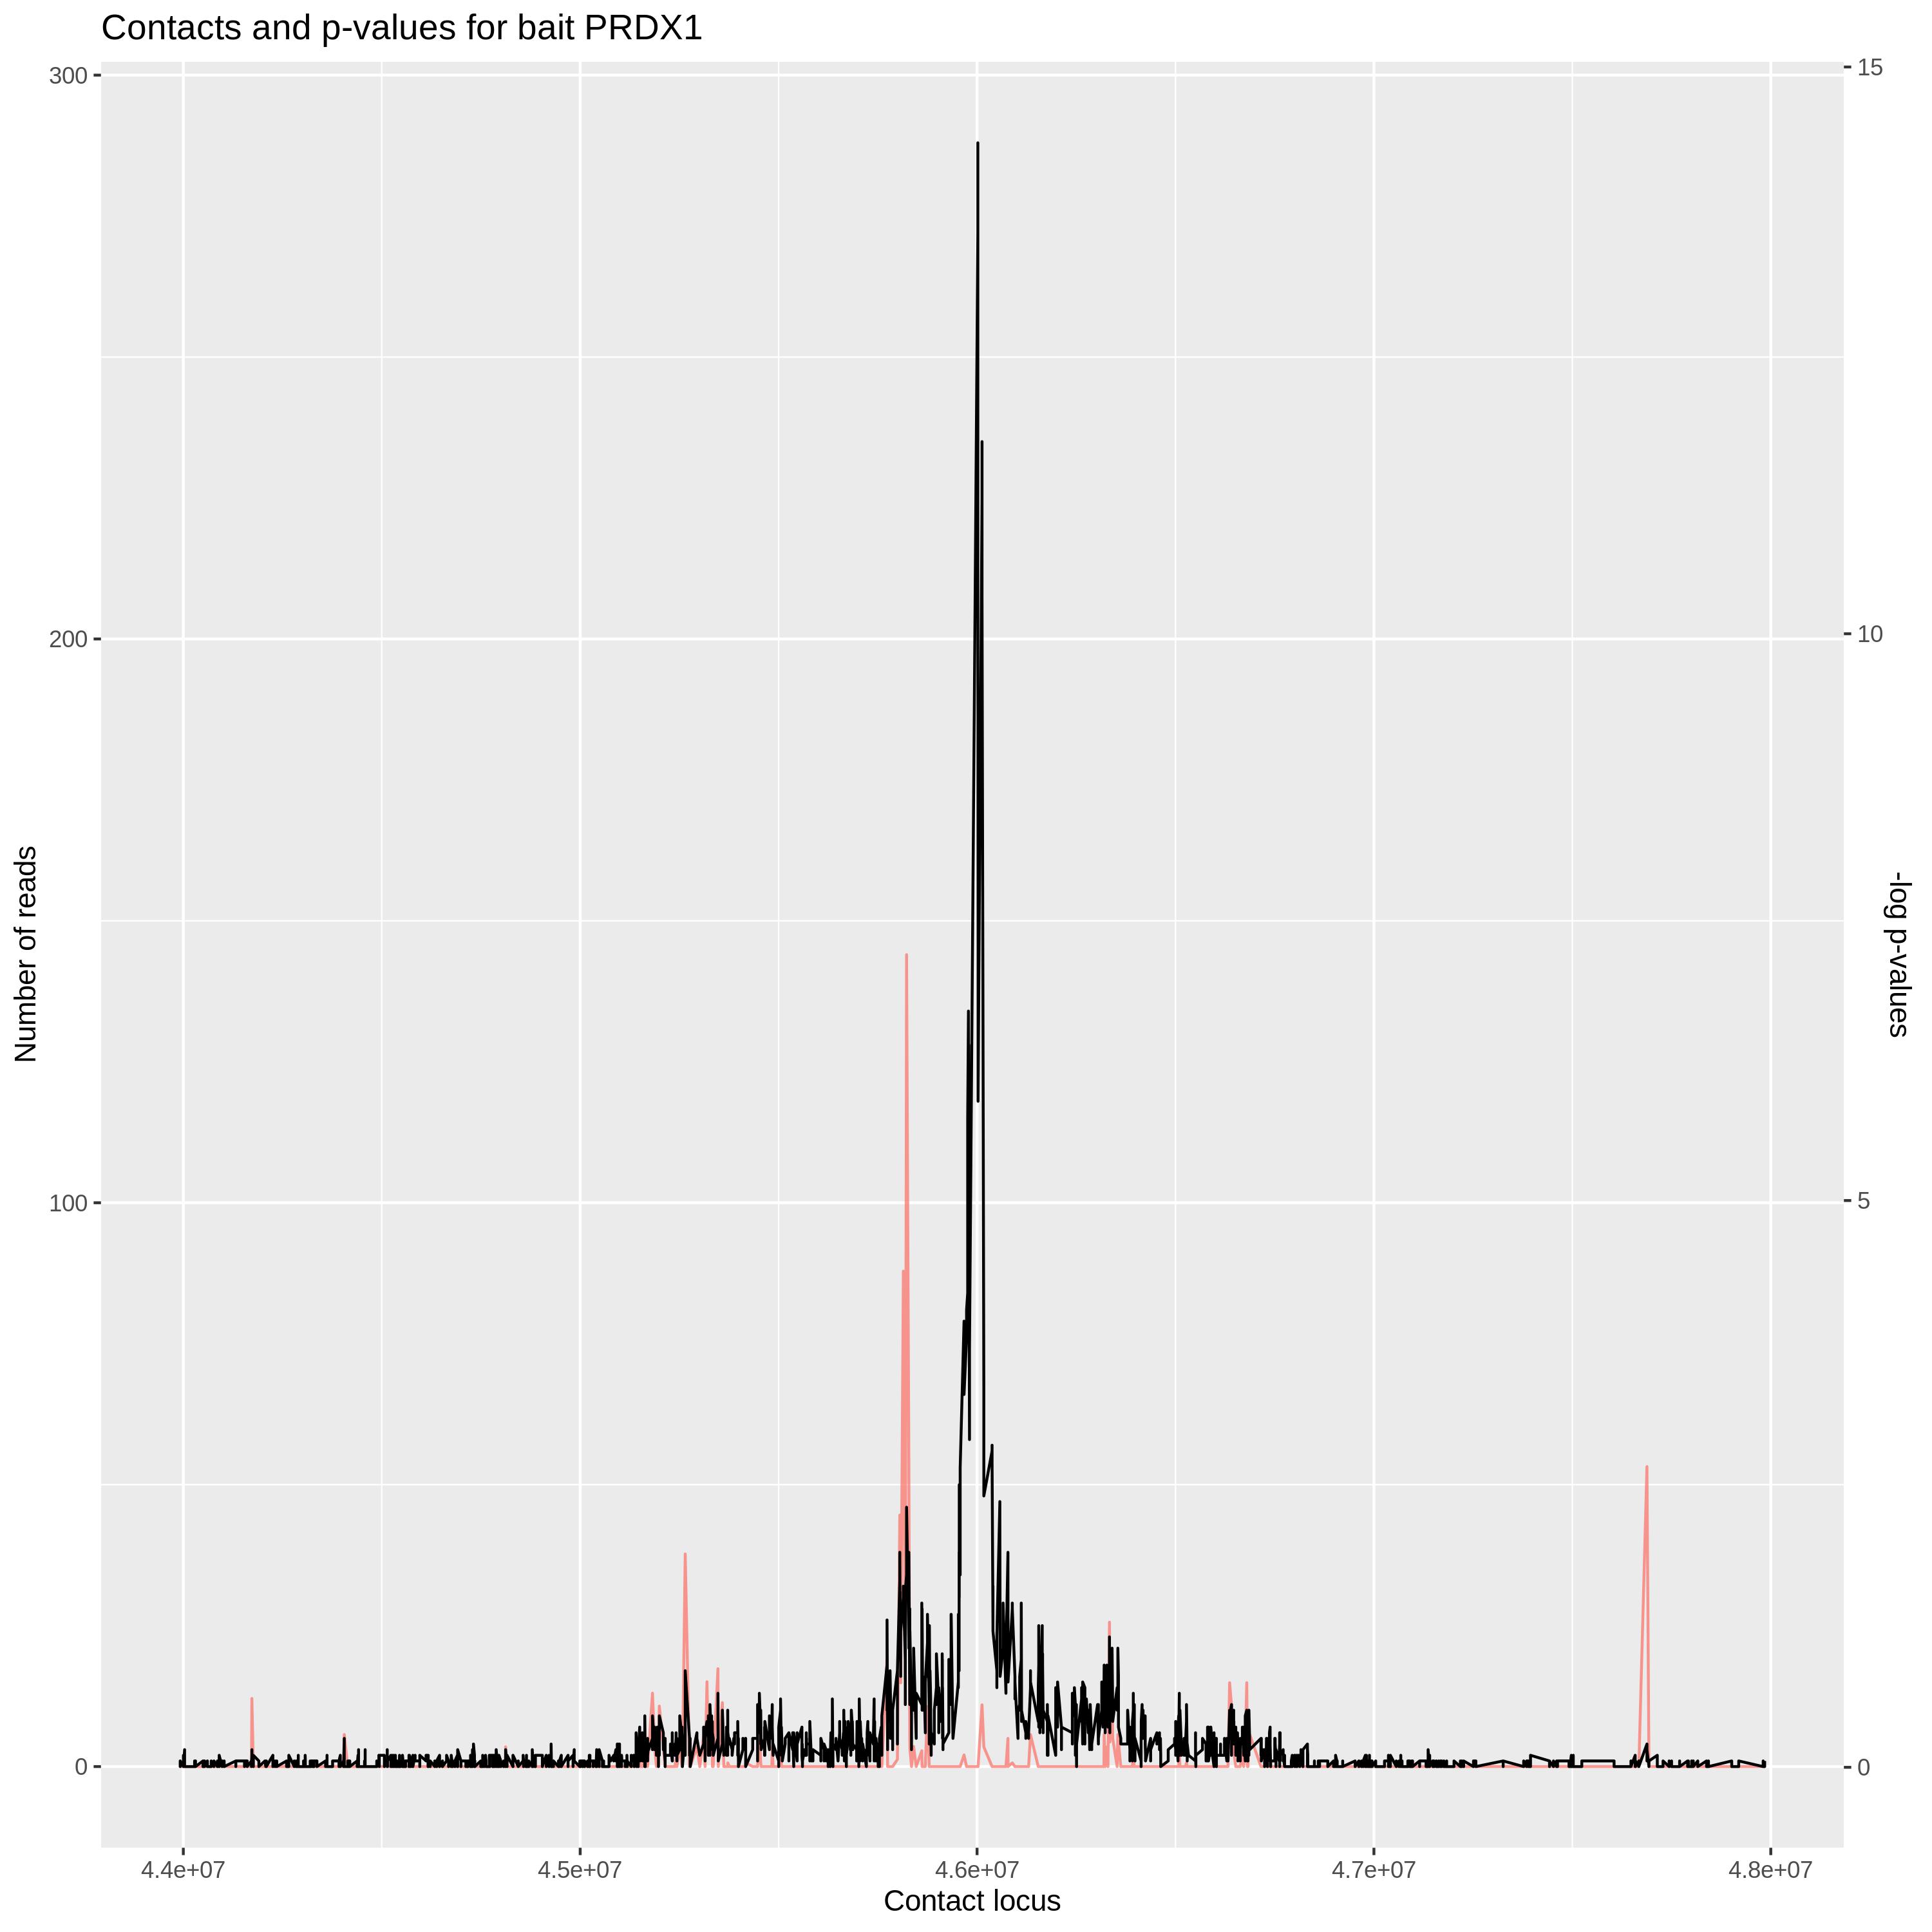 Contacts and p-values for bait PRDX1
300
200
100
0
Number of reads
15
10
5
0
-log p-values
4.4e+07
4.5e+07
4.6e+07
4.7e+07
4.8e+07
Contact locus